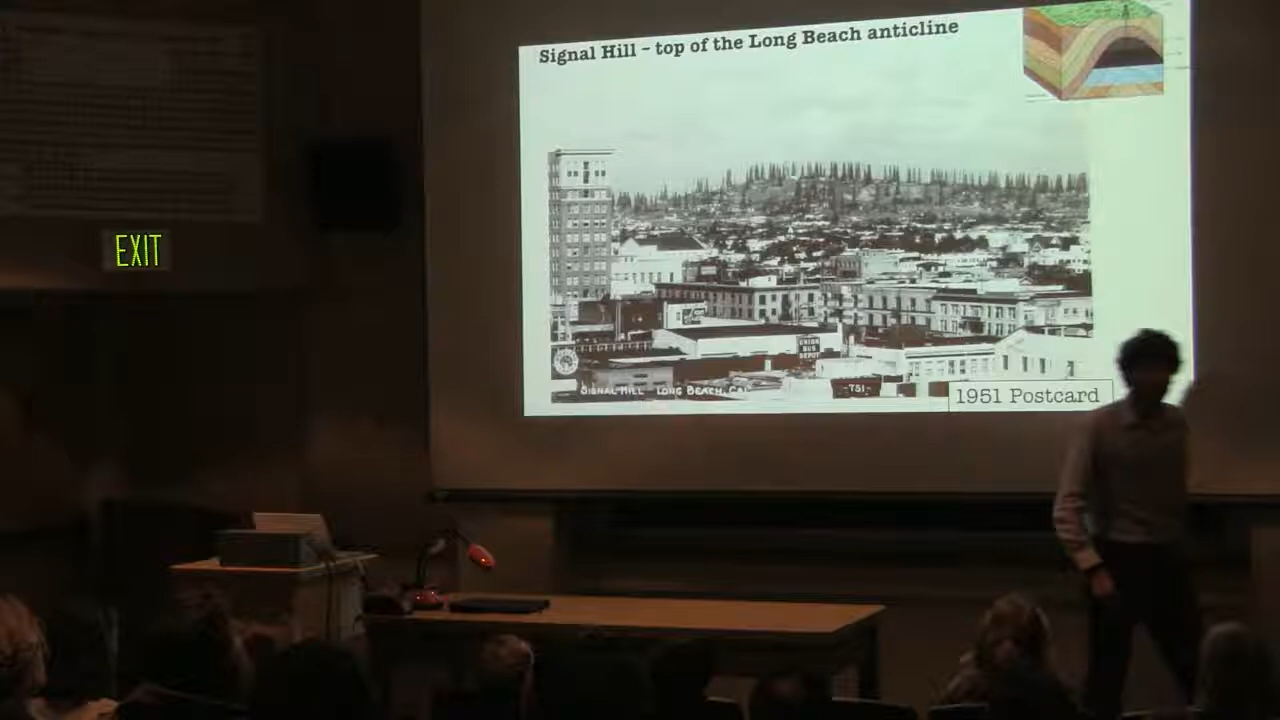 Signal Hill – top of the Long Beach anticline
EXIT
UNION
BUS
DEPOT
SIGNAL HILL LONG BEACH, CAL
-751-
1951 Postcard